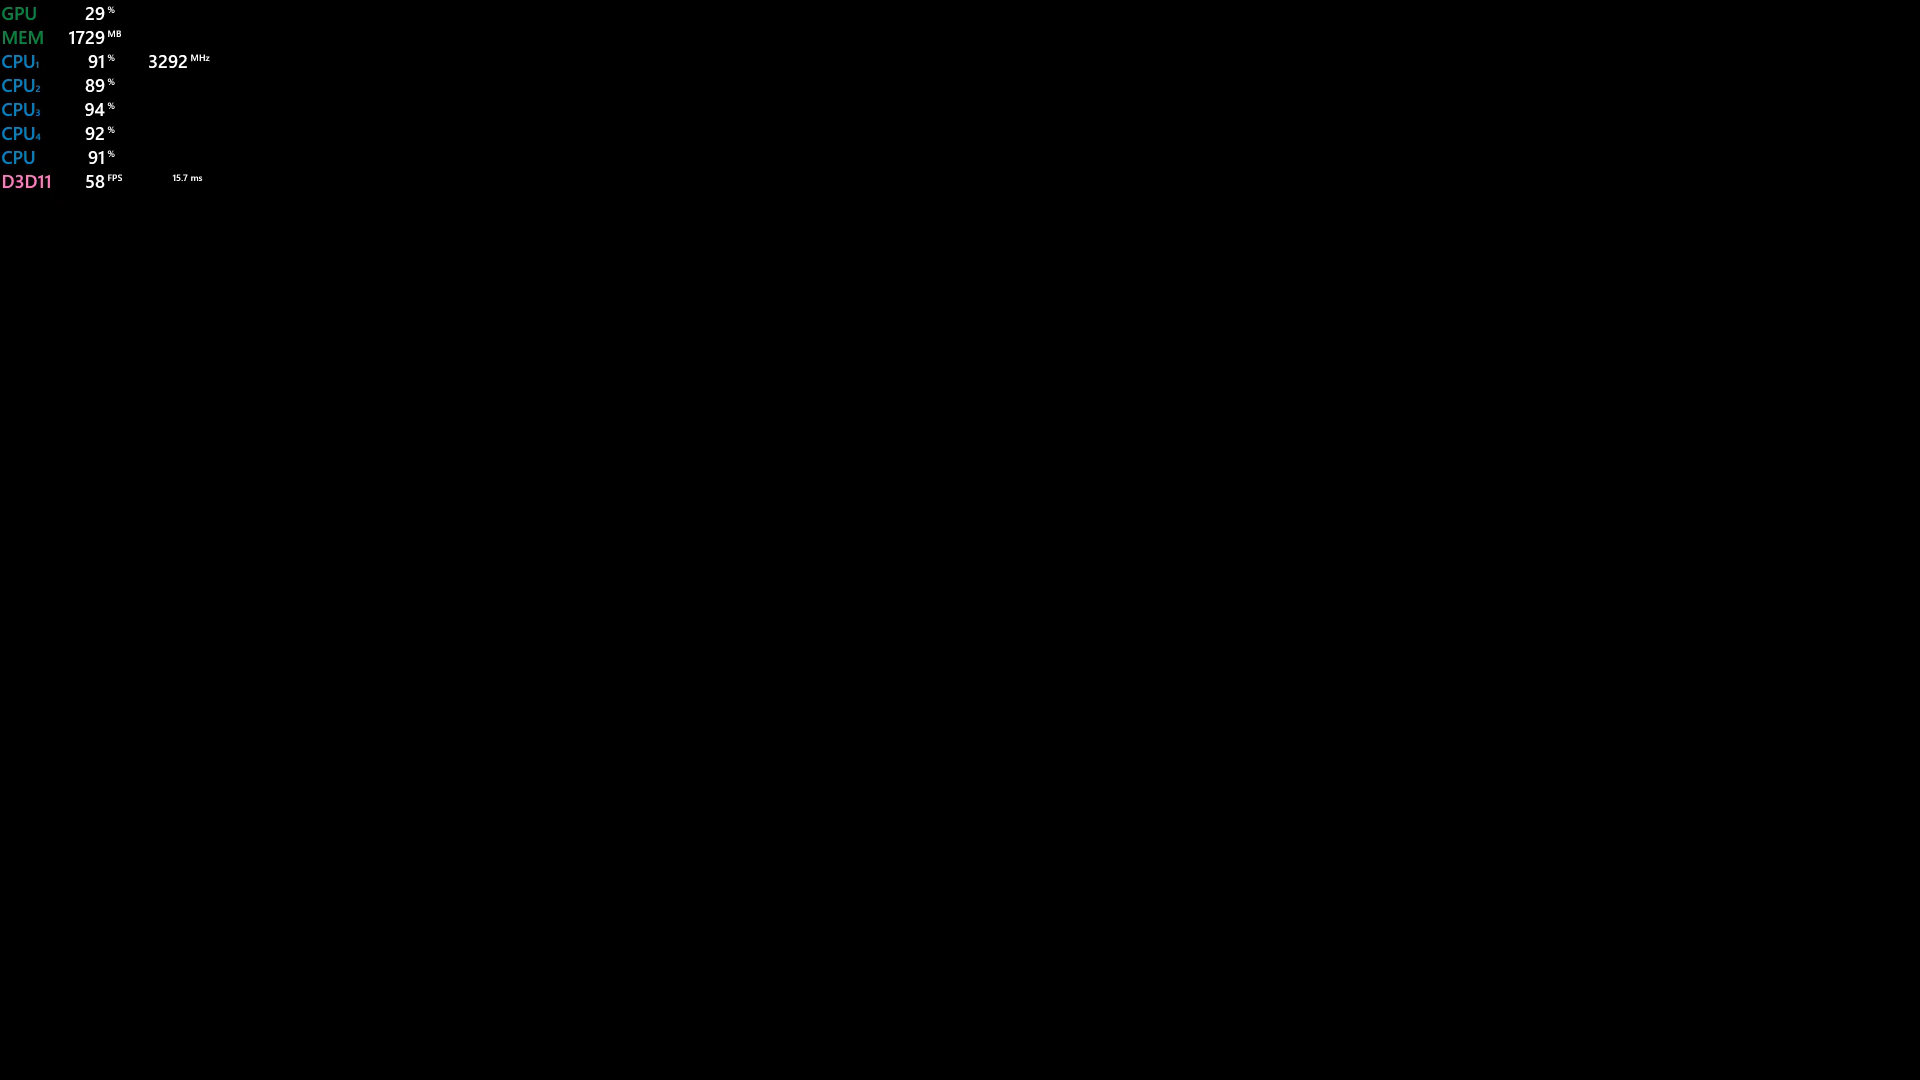 GPU 29 %
MEM 1729 MB
CPU1 91 % 3292 MHz
CPU2 89 %
CPU3 94 %
CPU4 92 %
CPU 91 %
D3D11 58 FPS 15.7 ms